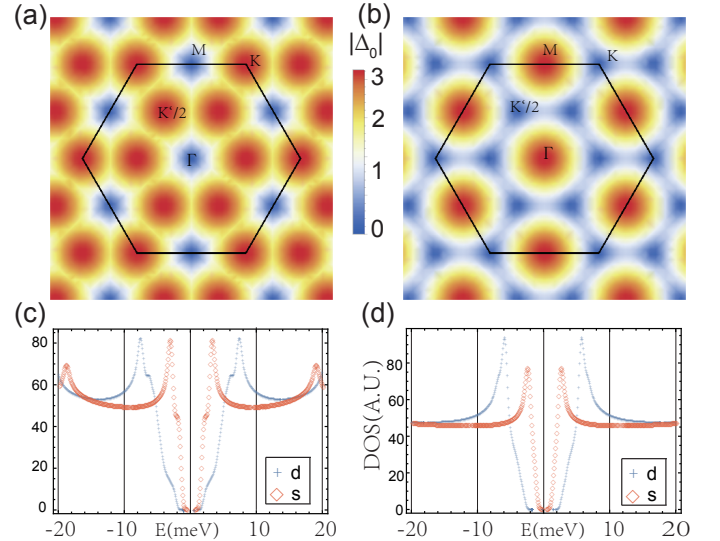 (a)
(b)
M
K
K'/2
Γ
|Δ0|
3
2
1
0
M
K
K'/2
Γ
(c)
(d)
80
60
40
20
0
d
s
-20 -10 E(meV) 10 20
DOS(A.U.)
80
60
40
20
0
d
s
-20 -10 E(meV) 10 20